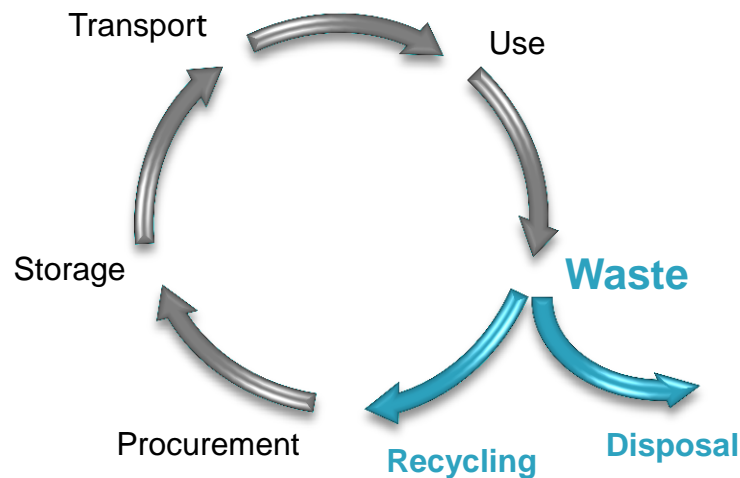 Transport
Use
Storage
Waste
Procurement
Recycling
Disposal